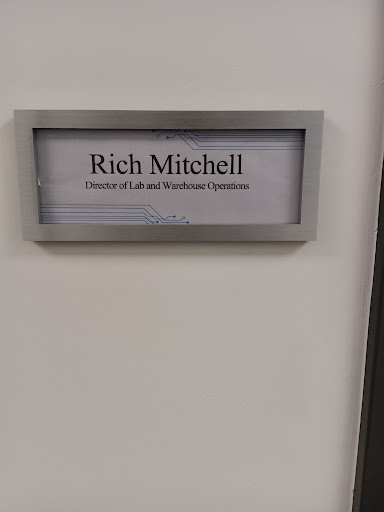 Rich Mitchell
Director of Lab and Warehouse Operations